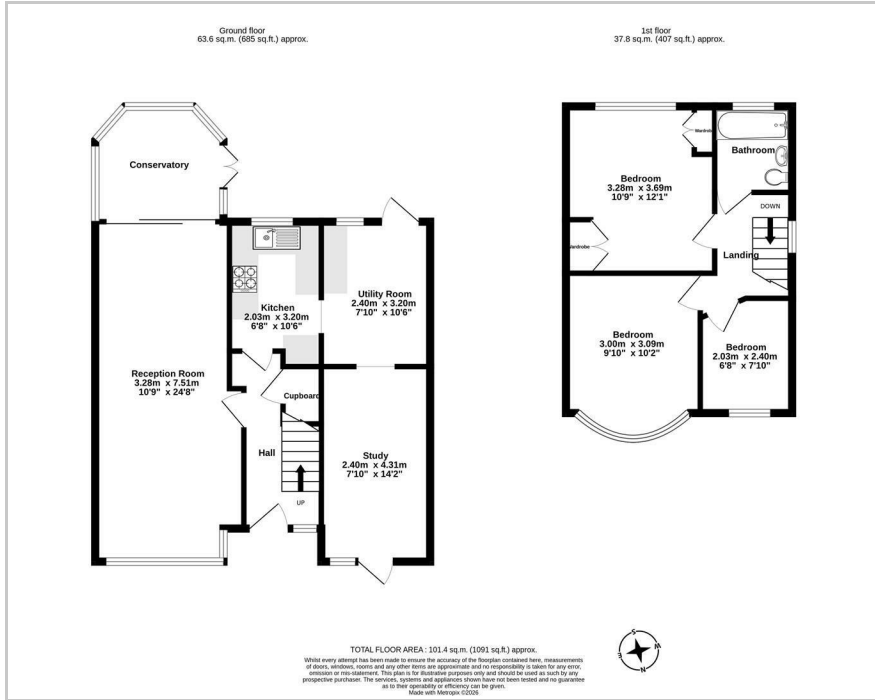 Ground floor
63.6 sq.m. (685 sq.ft.) approx.
1st floor
37.8 sq.m. (407 sq.ft.) approx.
Conservatory
Kitchen
2.03m x 3.20m
6'8" x 10'6"
Utility Room
2.40m x 3.20m
7'10" x 10'6"
Reception Room
3.28m x 7.51m
10'9" x 24'8"
Cupboard
Hall
UP
Study
2.40m x 4.31m
7'10" x 14'2"
Wardrobe
Bathroom
Bedroom
3.28m x 3.69m
10'9" x 12'1"
DOWN
Wardrobe
Landing
Bedroom
3.00m x 3.09m
9'10" x 10'2"
Bedroom
2.03m x 2.40m
6'8" x 7'10"
TOTAL FLOOR AREA : 101.4 sq.m. (1091 sq.ft.) approx.
Whilst every attempt has been made to ensure the accuracy of the floorplan contained here, measurements
of doors, windows, rooms and any other items are approximate and no responsibility is taken for any error,
omission or mis-statement. This plan is for illustrative purposes only and should be used as such by any
prospective purchaser. The services, systems and appliances shown have not been tested and no guarantee
as to their operability or efficiency can be given.
Made with Metropix ©2026
S
W
E
N